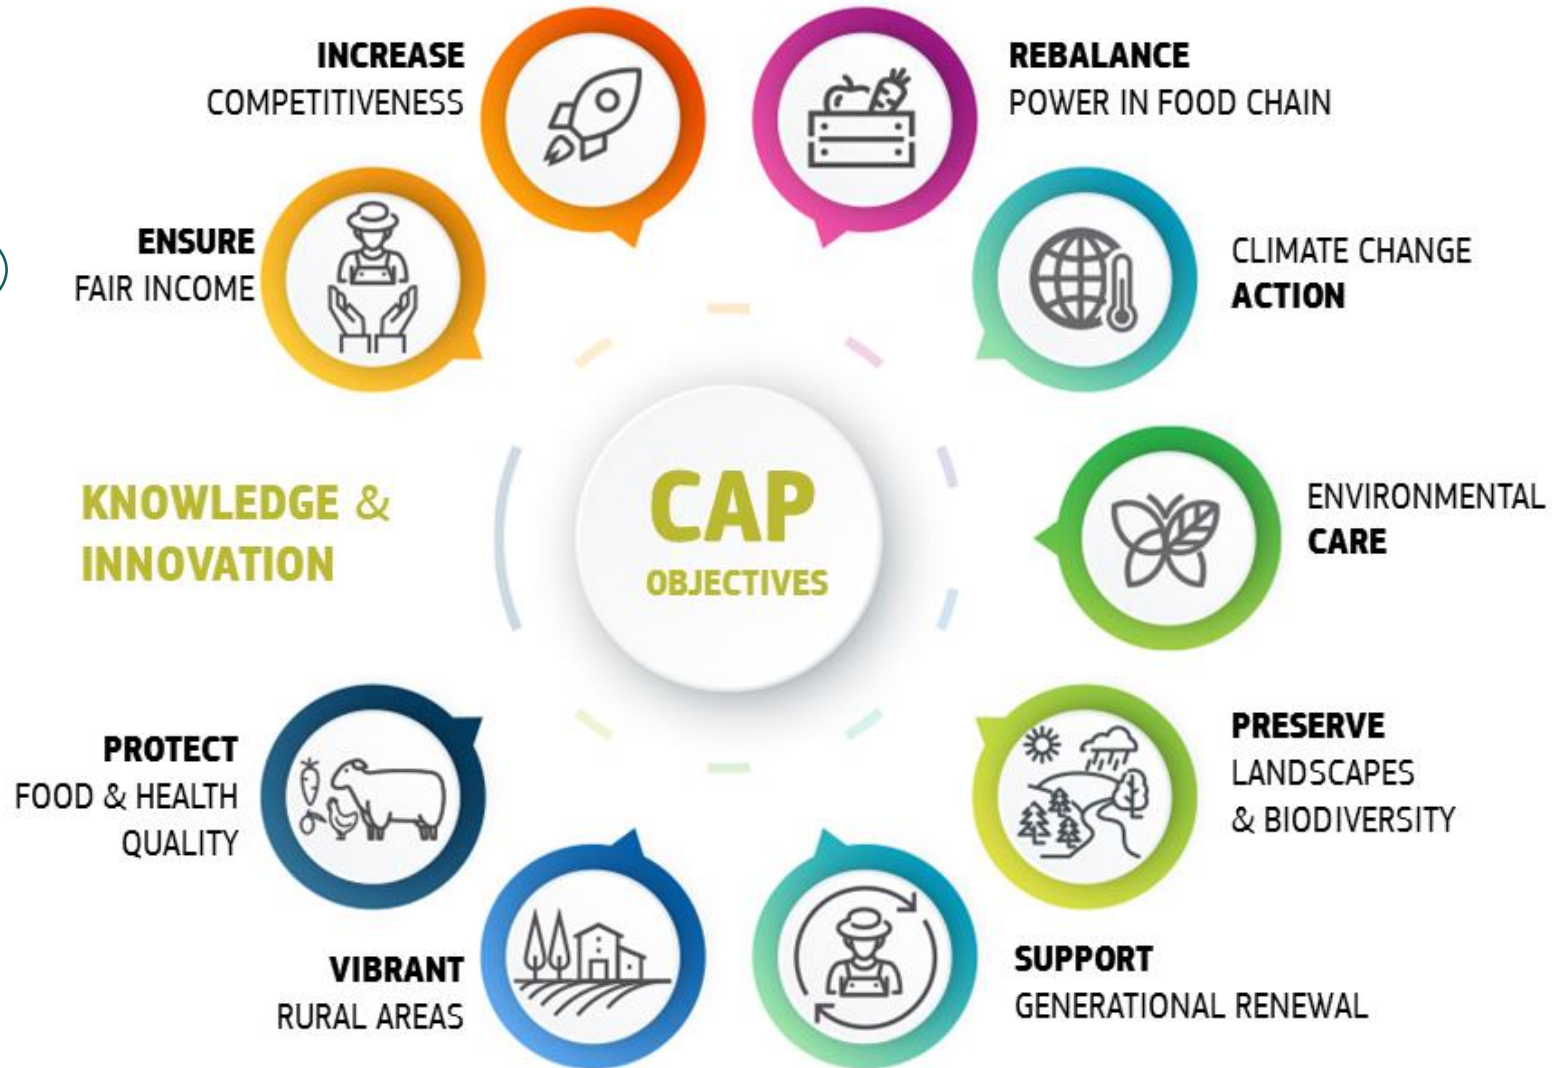 INCREASE
COMPETITIVENESS
REBALANCE
POWER IN FOOD CHAIN
ENSURE
FAIR INCOME
CLIMATE CHANGE
ACTION
KNOWLEDGE &
INNOVATION
CAP
OBJECTIVES
ENVIRONMENTAL
CARE
PROTECT
FOOD & HEALTH
QUALITY
PRESERVE
LANDSCAPES
& BIODIVERSITY
VIBRANT
RURAL AREAS
SUPPORT
GENERATIONAL RENEWAL